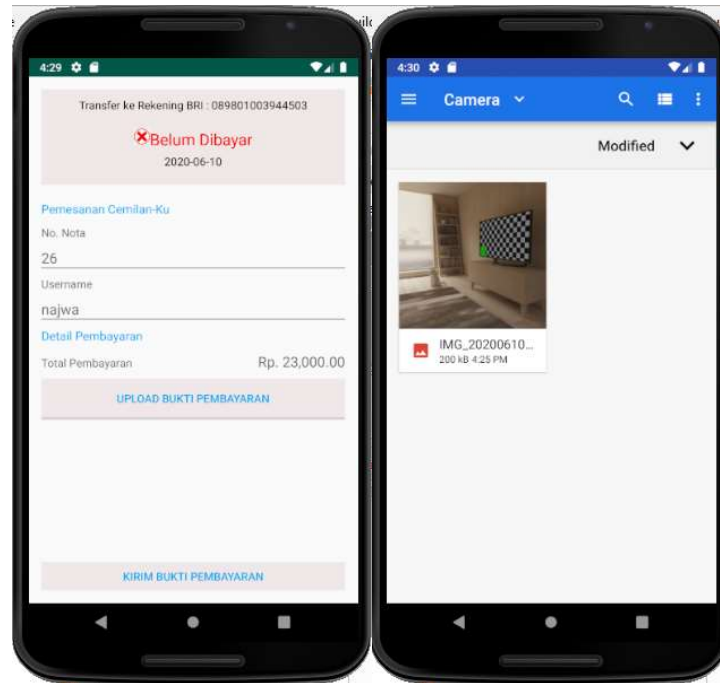 4:29
Transfer ke Rekening BRI : 089801003944503
Belum Dibayar
2020-06-10
Pemesanan Cemilan-Ku
No. Nota
26
Username
najwa
Detail Pembayaran
Total Pembayaran Rp. 23,000.00
UPLOAD BUKTI PEMBAYARAN
KIRIM BUKTI PEMBAYARAN
4:30
Camera
Modified
IMG_20200610...
200 kB 4:25 PM